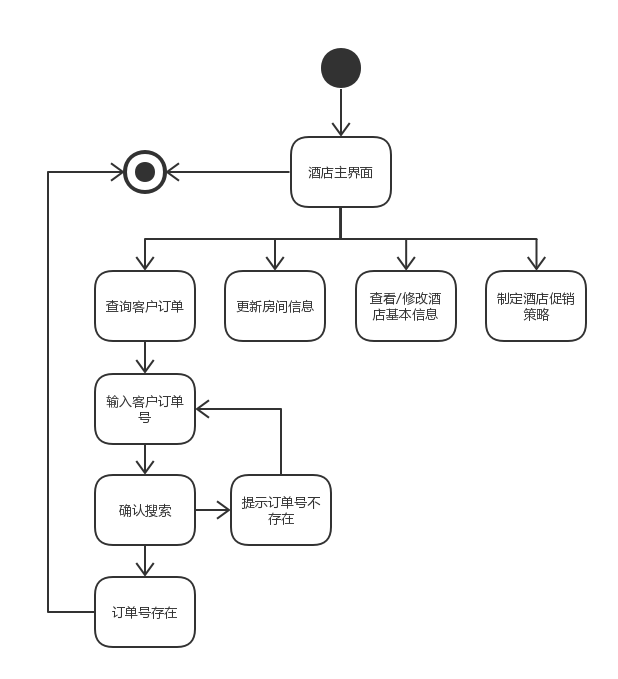 酒店主界面
查询客户订单
更新房间信息
查看/修改酒
店基本信息
制定酒店促销
策略
输入客户订单
号
确认搜索
提示订单号不
存在
订单号存在